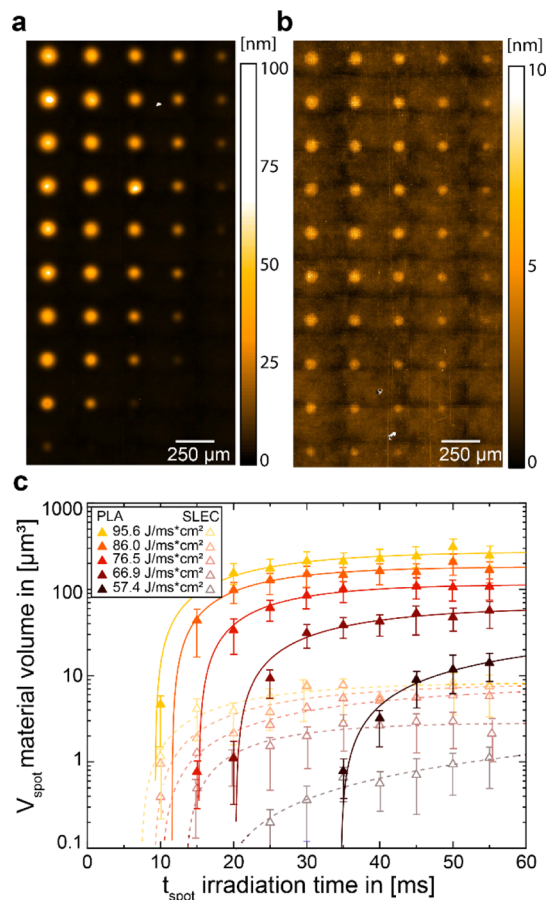 a
b
[nm]
[nm]
100
75
50
25
0
10
5
0
250 µm
250 µm
c
PLA SLEC
95.6 J/ms*cm²
86.0 J/ms*cm²
76.5 J/ms*cm²
66.9 J/ms*cm²
57.4 J/ms*cm²
1000
100
10
1
0.1
V_spot material volume in [µm³]
0 10 20 30 40 50 60
t_spot irradiation time in [ms]